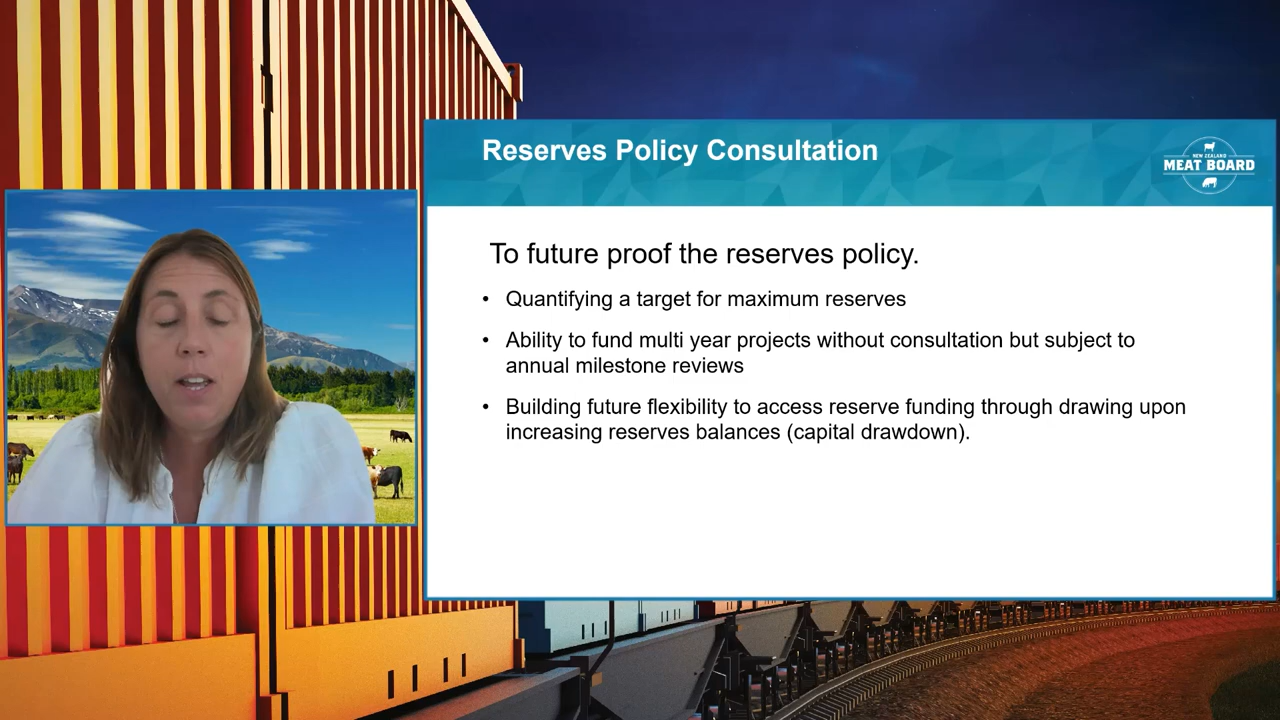 Reserves Policy Consultation
NEW ZEALAND
MEAT BOARD
To future proof the reserves policy.
• Quantifying a target for maximum reserves
• Ability to fund multi year projects without consultation but subject to
annual milestone reviews
• Building future flexibility to access reserve funding through drawing upon
increasing reserves balances (capital drawdown).